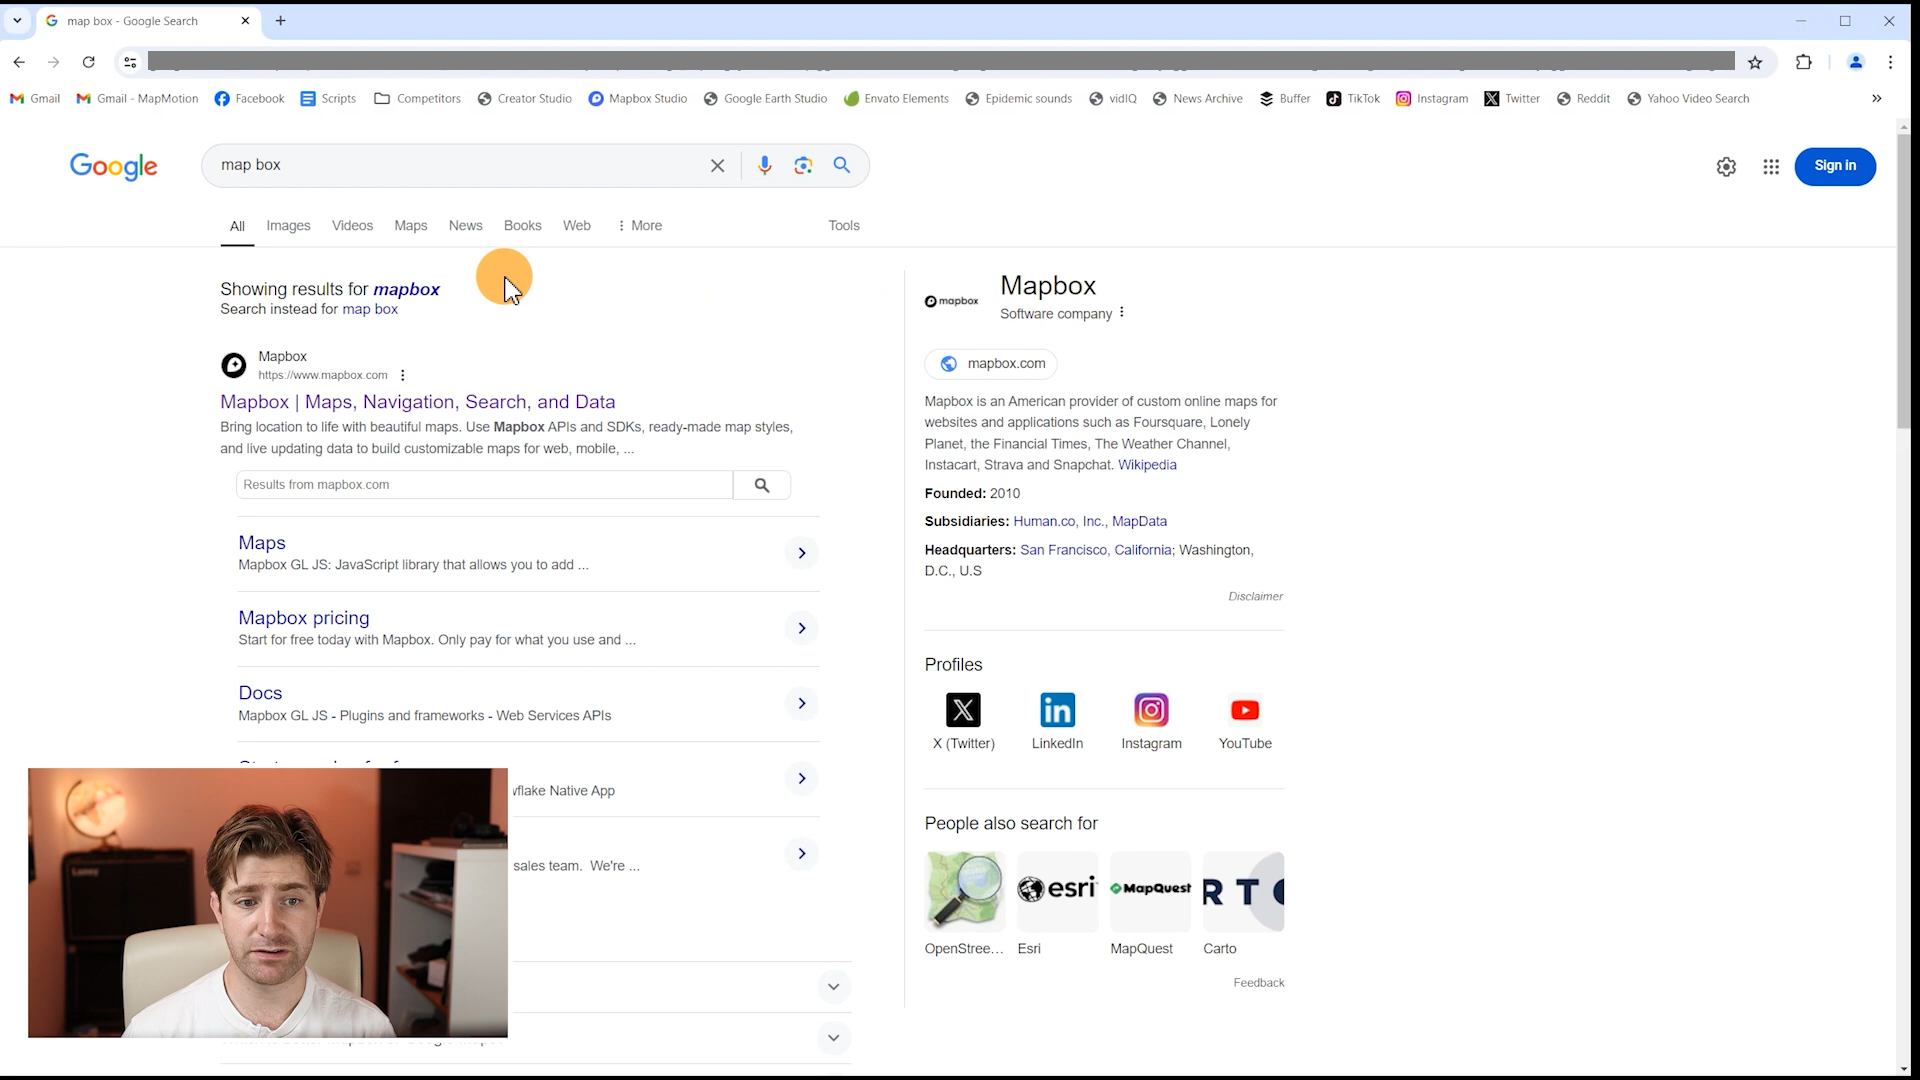 map box - Google Search
Gmail
Gmail - MapMotion
Facebook
Scripts
Competitors
Creator Studio
Mapbox Studio
Google Earth Studio
Envato Elements
Epidemic sounds
vidIQ
News Archive
Buffer
TikTok
Instagram
Twitter
Reddit
Yahoo Video Search
Google
map box
Sign in
All
Images
Videos
Maps
News
Books
Web
More
Tools
Showing results for mapbox
Search instead for map box
Mapbox
https://www.mapbox.com
Mapbox | Maps, Navigation, Search, and Data
Bring location to life with beautiful maps. Use Mapbox APIs and SDKs, ready-made map styles,
and live updating data to build customizable maps for web, mobile, ...
Results from mapbox.com
Maps
Mapbox GL JS: JavaScript library that allows you to add ...
Mapbox pricing
Start for free today with Mapbox. Only pay for what you use and ...
Docs
Mapbox GL JS - Plugins and frameworks - Web Services APIs
Native App
sales team. We're ...
Laney
mapbox
Mapbox
Software company
mapbox.com
Mapbox is an American provider of custom online maps for
websites and applications such as Foursquare, Lonely
Planet, the Financial Times, The Weather Channel,
Instacart, Strava and Snapchat. Wikipedia
Founded: 2010
Subsidiaries: Human.co, Inc., MapData
Headquarters: San Francisco, California; Washington,
D.C., U.S
Disclaimer
Profiles
X (Twitter)
LinkedIn
Instagram
YouTube
People also search for
esri
MapQuest
RTO
OpenStree...
Esri
MapQuest
Carto
Feedback